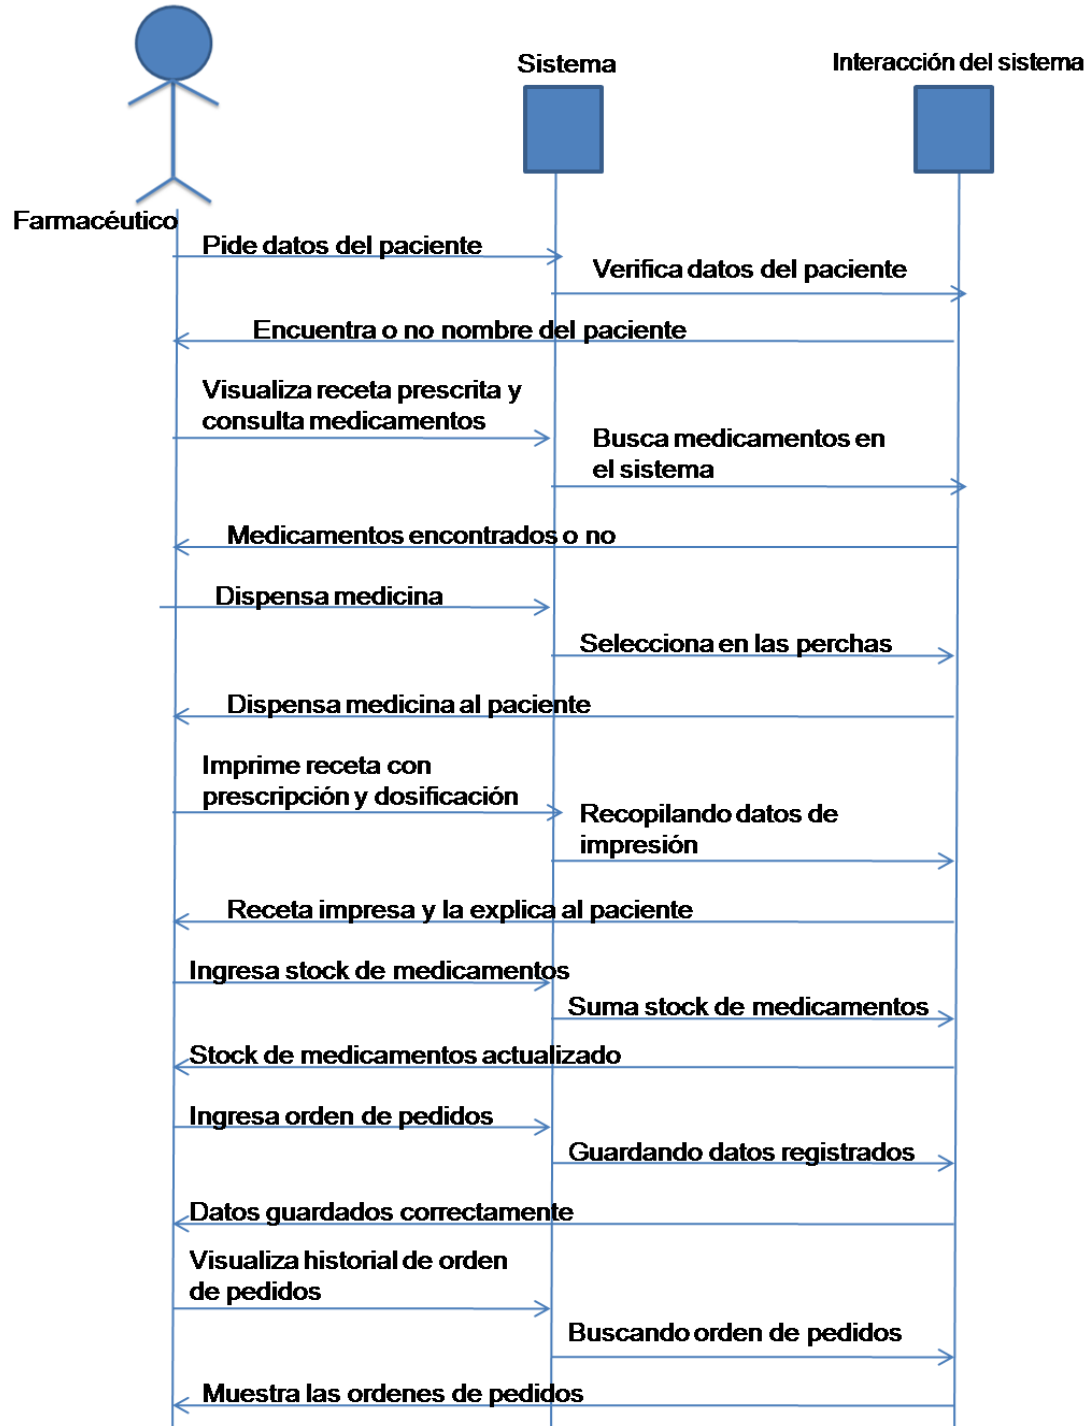 Sistema
Interacción del sistema
Farmacéutico
Pide datos del paciente
Verifica datos del paciente
Encuentra o no nombre del paciente
Visualiza receta prescrita y
consulta medicamentos
Busca medicamentos en
el sistema
Medicamentos encontrados o no
Dispensa medicina
Selecciona en las perchas
Dispensa medicina al paciente
Imprime receta con
prescripción y dosificación
Recopilando datos de
impresión
Receta impresa y la explica al paciente
Ingresa stock de medicamentos
Suma stock de medicamentos
Stock de medicamentos actualizado
Ingresa orden de pedidos
Guardando datos registrados
Datos guardados correctamente
Visualiza historial de orden
de pedidos
Buscando orden de pedidos
Muestra las ordenes de pedidos